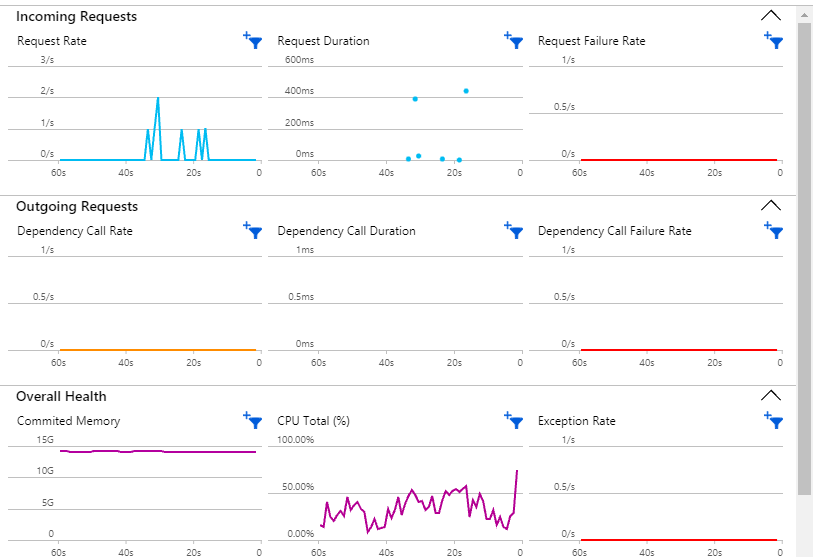 Incoming Requests
Request Rate
3/s
2/s
1/s
0/s
60s 40s 20s 0
Request Duration
600ms
400ms
200ms
0ms
60s 40s 20s 0
Request Failure Rate
1/s
0.5/s
0/s
60s 40s 20s 0
Outgoing Requests
Dependency Call Rate
1/s
0.5/s
0/s
60s 40s 20s 0
Dependency Call Duration
1ms
0.5ms
0ms
60s 40s 20s 0
Dependency Call Failure Rate
1/s
0.5/s
0/s
60s 40s 20s 0
Overall Health
Commited Memory
15G
10G
5G
0
60s 40s 20s 0
CPU Total (%)
100.00%
50.00%
0.00%
60s 40s 20s 0
Exception Rate
1/s
0.5/s
0/s
60s 40s 20s 0